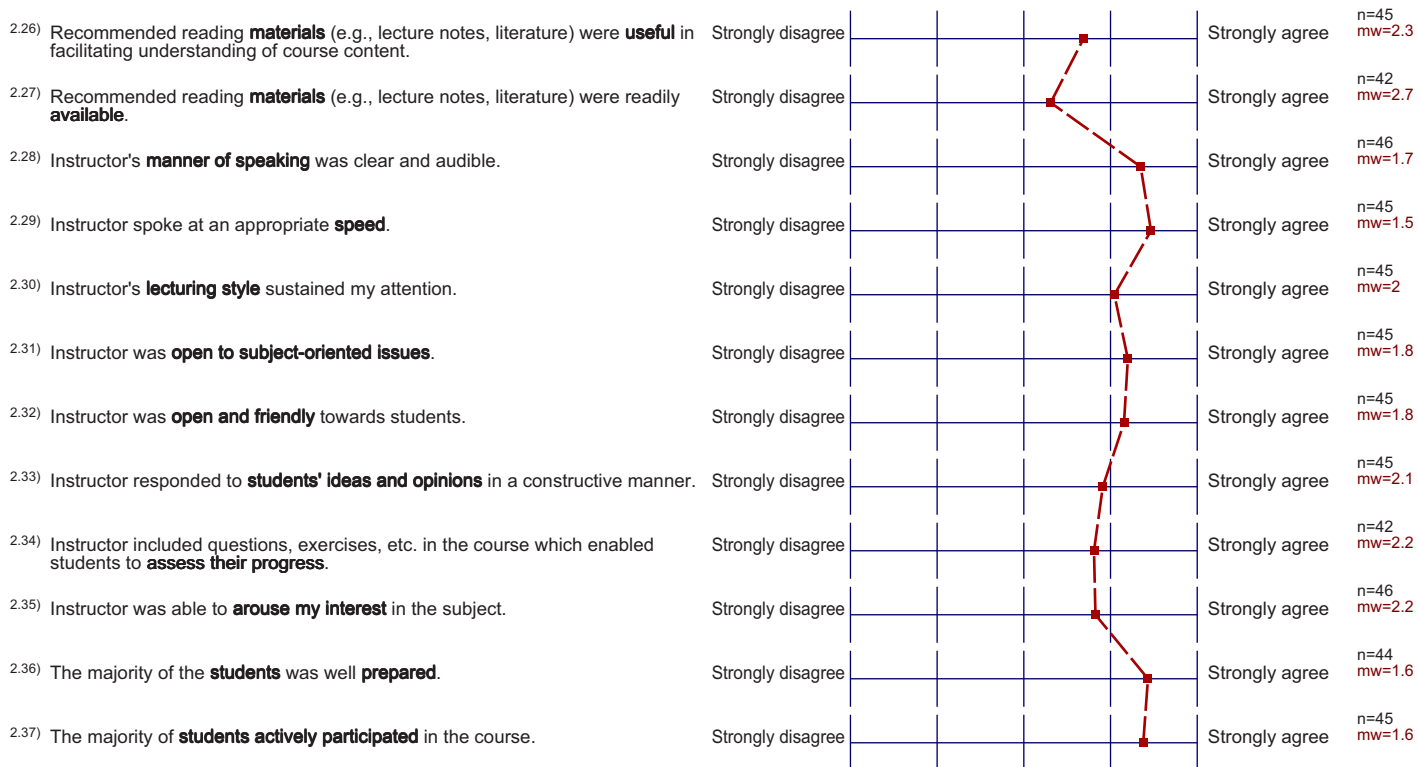 2.26) Recommended reading materials (e.g., lecture notes, literature) were useful in
facilitating understanding of course content.
Strongly disagree
Strongly agree
n=45
mw=2.3
2.27) Recommended reading materials (e.g., lecture notes, literature) were readily
available.
Strongly disagree
Strongly agree
n=42
mw=2.7
2.28) Instructor's manner of speaking was clear and audible.
Strongly disagree
Strongly agree
n=46
mw=1.7
2.29) Instructor spoke at an appropriate speed.
Strongly disagree
Strongly agree
n=45
mw=1.5
2.30) Instructor's lecturing style sustained my attention.
Strongly disagree
Strongly agree
n=45
mw=2
2.31) Instructor was open to subject-oriented issues.
Strongly disagree
Strongly agree
n=45
mw=1.8
2.32) Instructor was open and friendly towards students.
Strongly disagree
Strongly agree
n=45
mw=1.8
2.33) Instructor responded to students' ideas and opinions in a constructive manner.
Strongly disagree
Strongly agree
n=45
mw=2.1
2.34) Instructor included questions, exercises, etc. in the course which enabled
students to assess their progress.
Strongly disagree
Strongly agree
n=42
mw=2.2
2.35) Instructor was able to arouse my interest in the subject.
Strongly disagree
Strongly agree
n=46
mw=2.2
2.36) The majority of the students was well prepared.
Strongly disagree
Strongly agree
n=44
mw=1.6
2.37) The majority of students actively participated in the course.
Strongly disagree
Strongly agree
n=45
mw=1.6